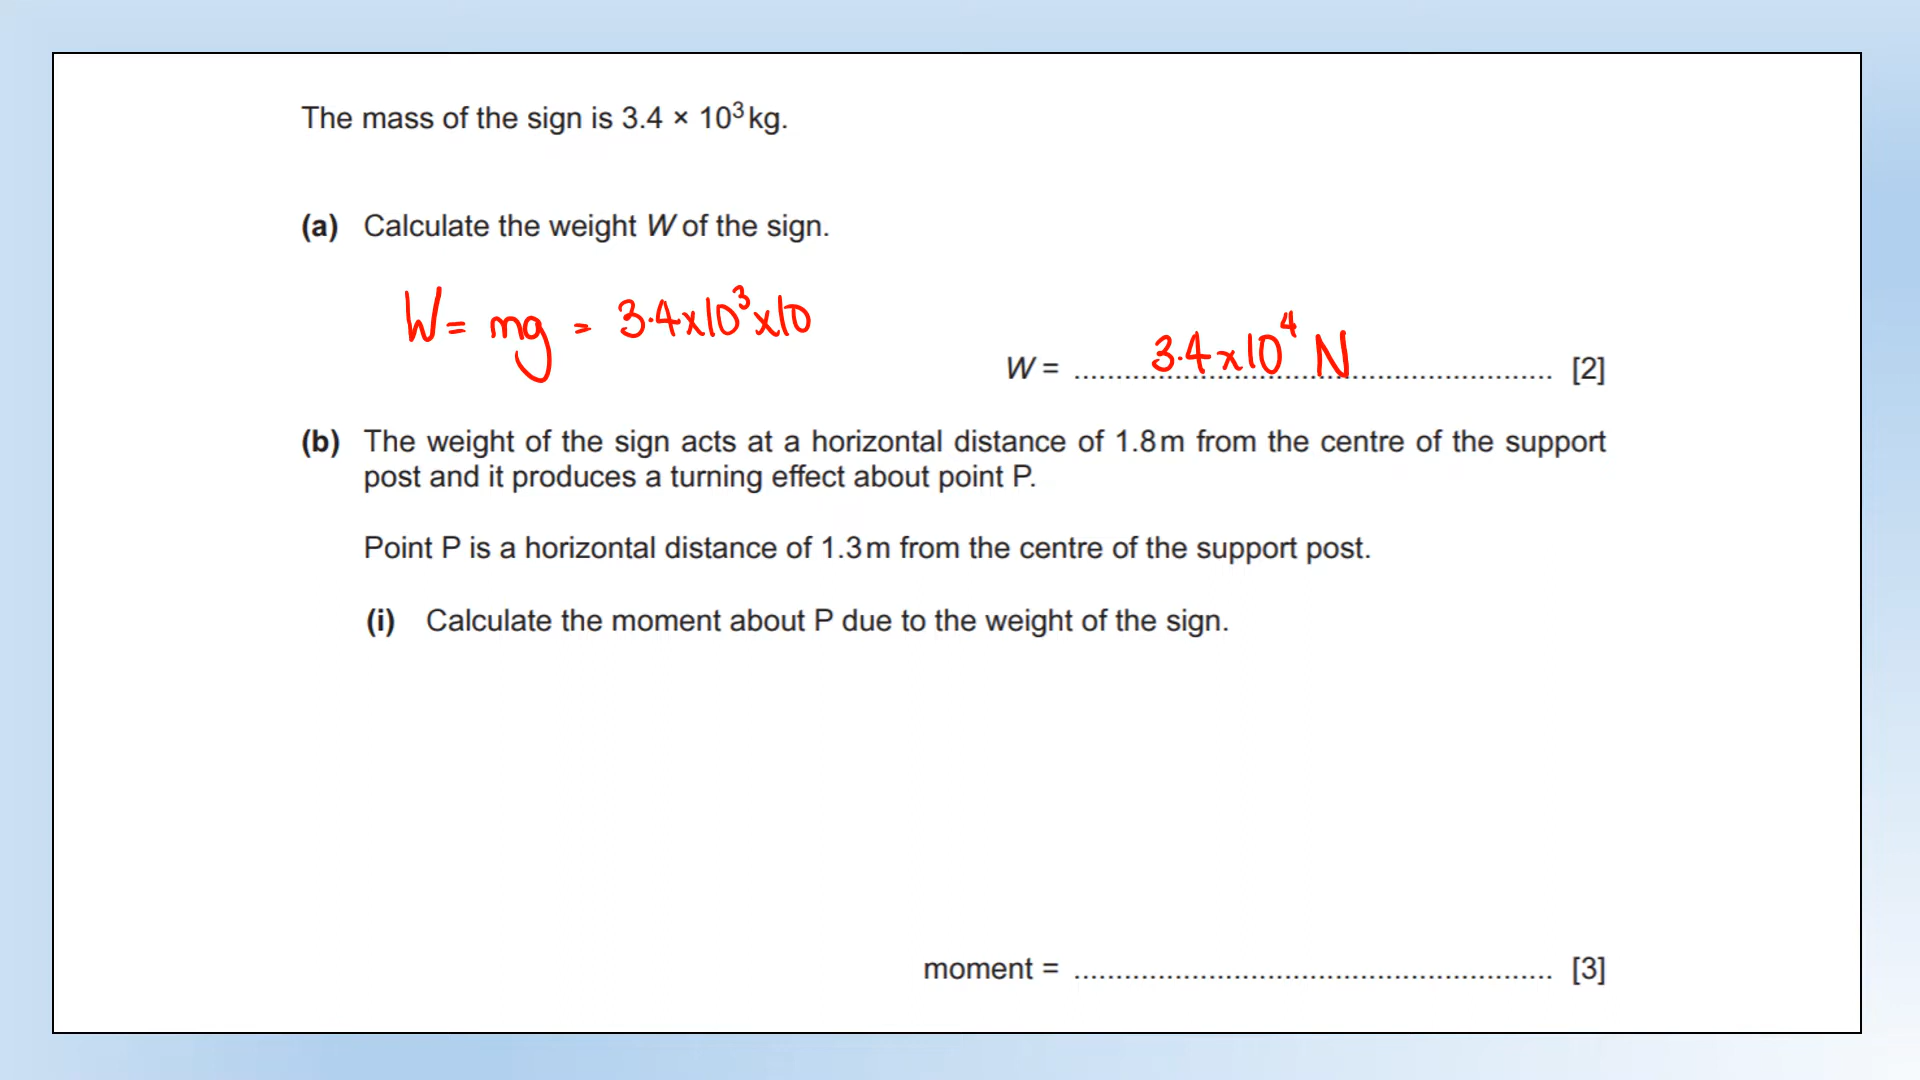 The mass of the sign is 3.4 × 10³ kg.
(a) Calculate the weight W of the sign.
W = mg = 3.4 x 10³ x 10
W = ........................................................ 3.4 x 10⁴ N [2]
(b) The weight of the sign acts at a horizontal distance of 1.8 m from the centre of the support
post and it produces a turning effect about point P.
Point P is a horizontal distance of 1.3 m from the centre of the support post.
(i) Calculate the moment about P due to the weight of the sign.
moment = ........................................................ [3]